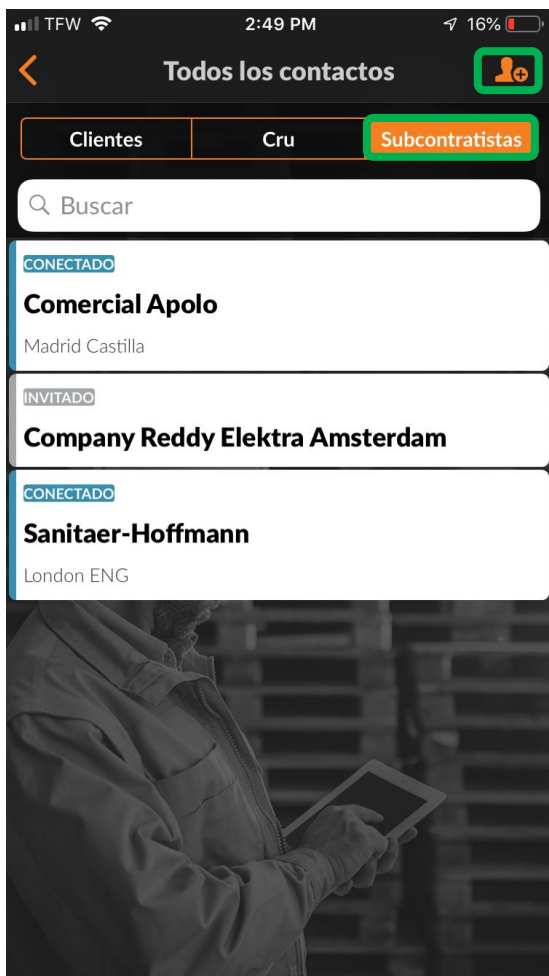 TFW 2:49 PM 16%
Todos los contactos
Clientes Cru Subcontratistas
Buscar
CONECTADO
Comercial Apolo
Madrid Castilla
INVITADO
Company Reddy Elektra Amsterdam
CONECTADO
Sanitaer-Hoffmann
London ENG